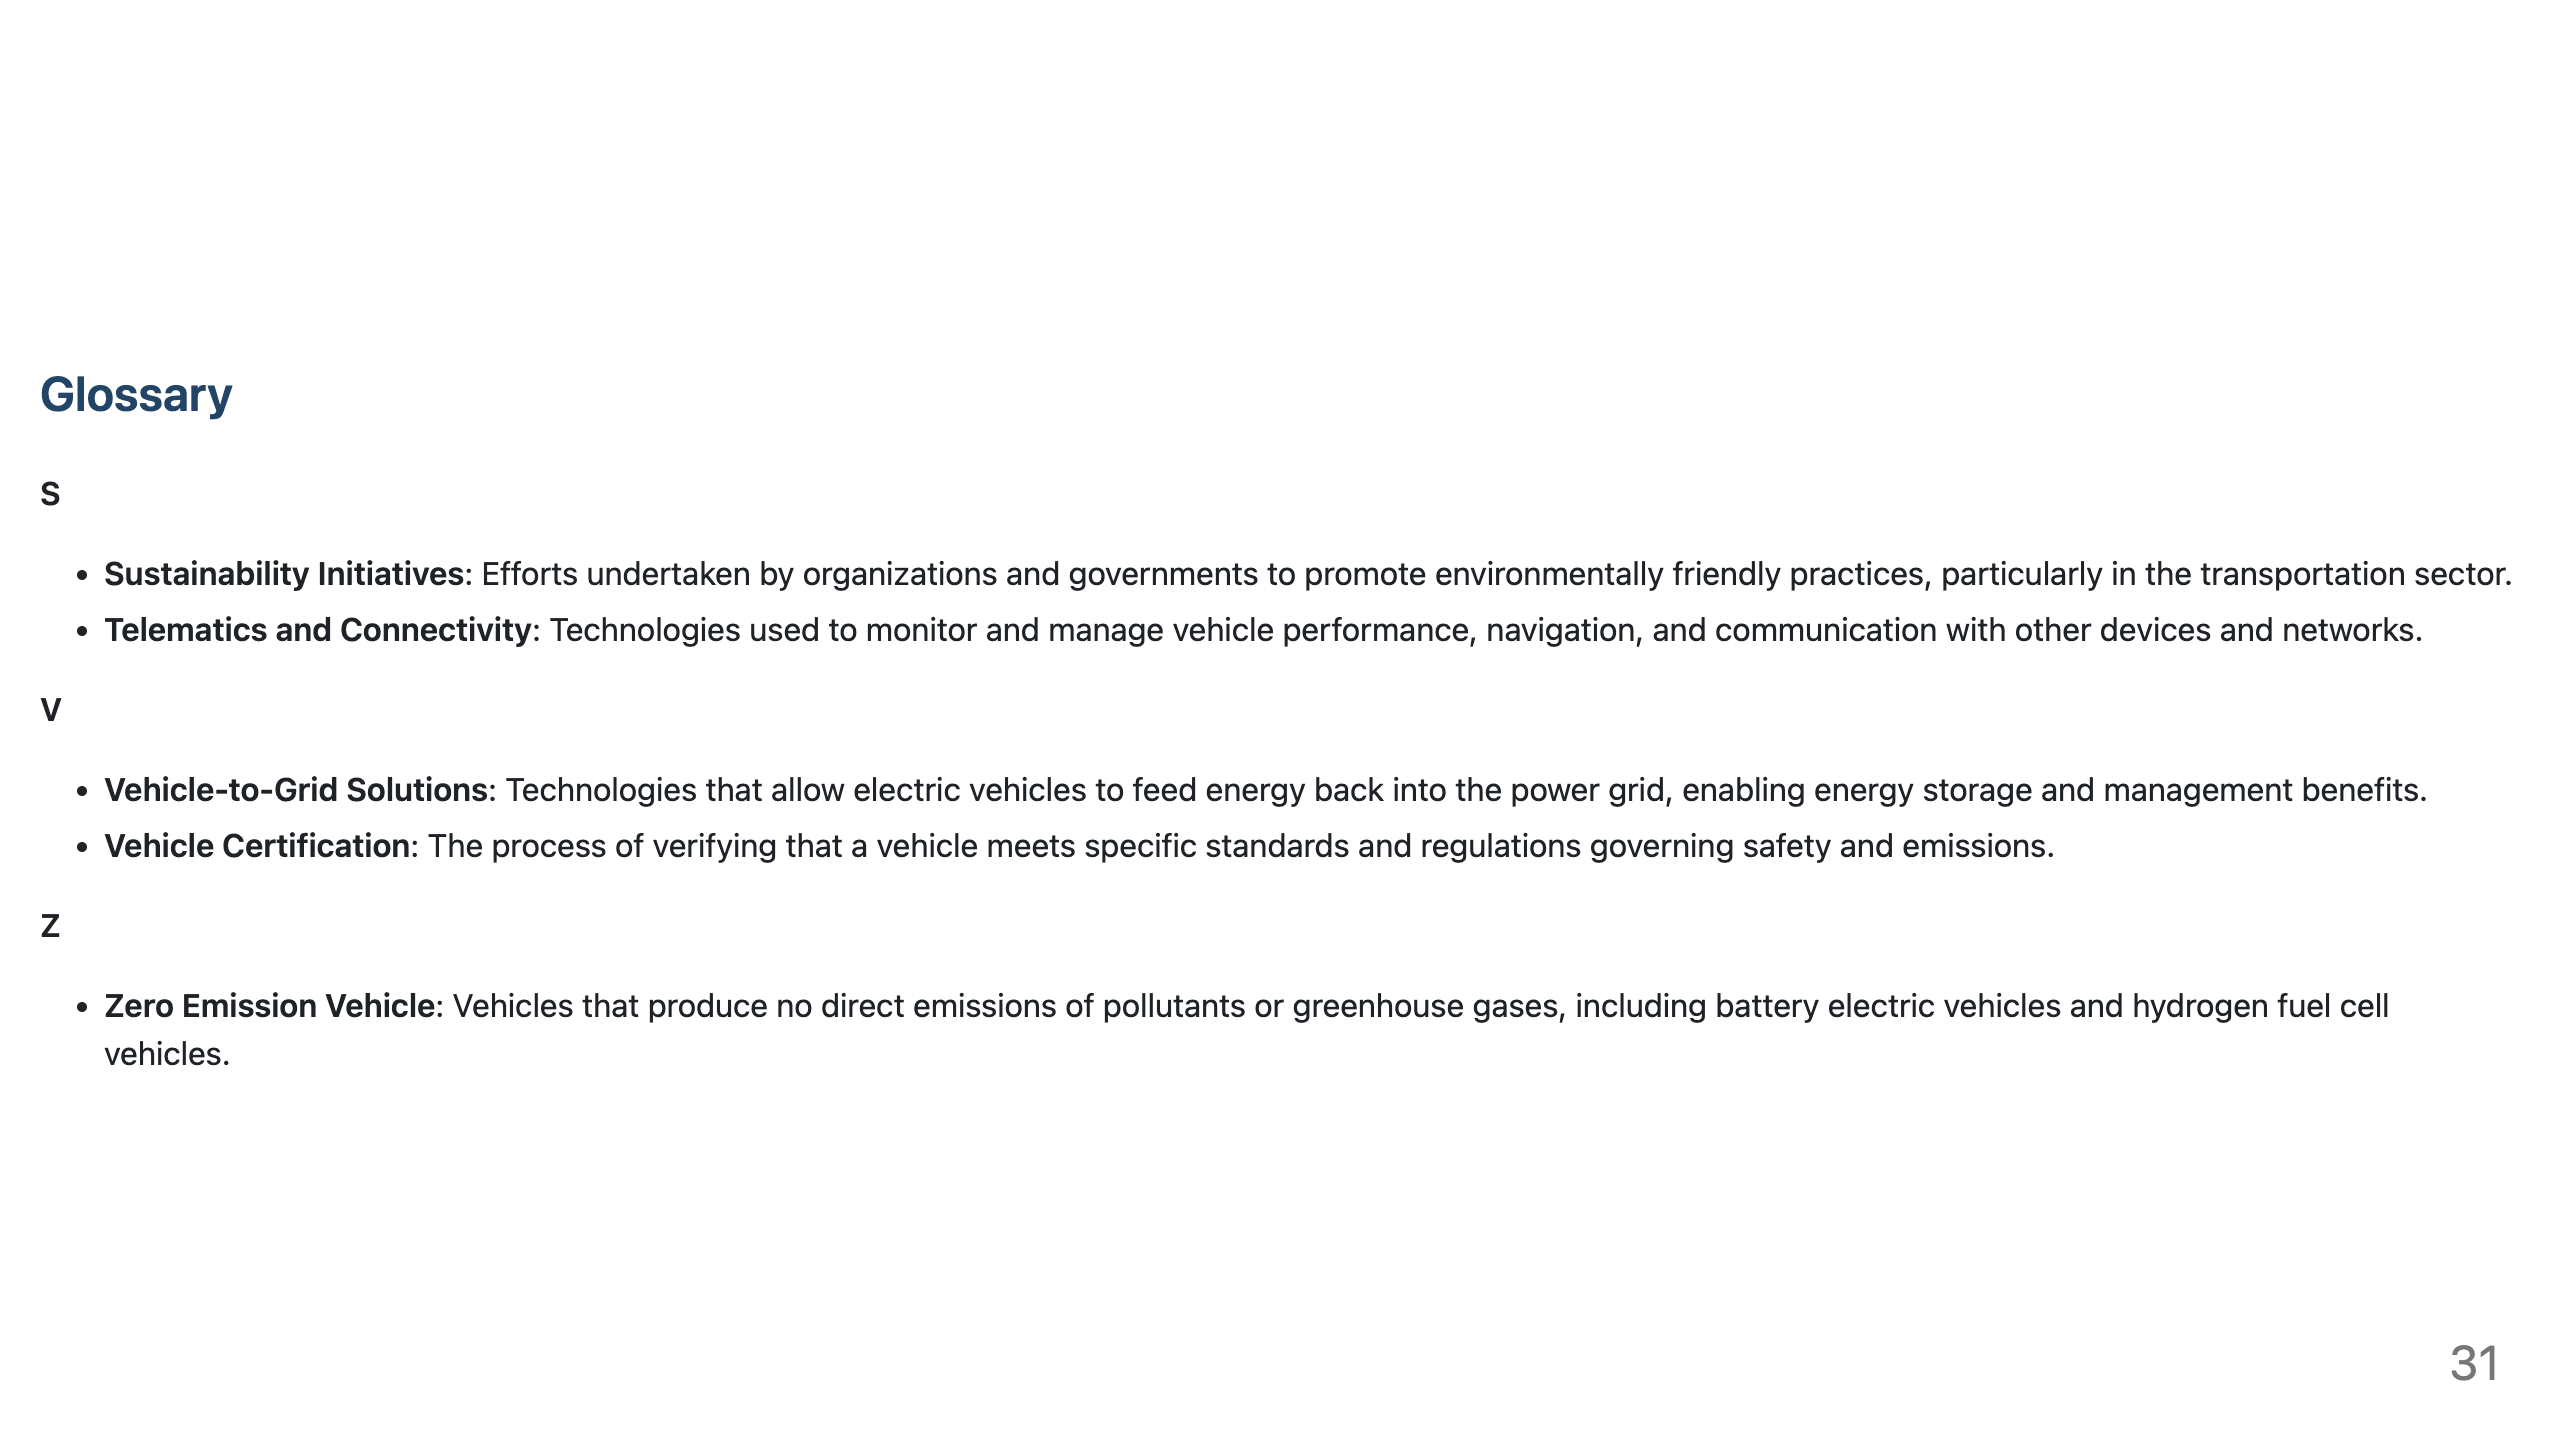 Glossary
S
• Sustainability Initiatives: Efforts undertaken by organizations and governments to promote environmentally friendly practices, particularly in the transportation sector.
• Telematics and Connectivity: Technologies used to monitor and manage vehicle performance, navigation, and communication with other devices and networks.
V
• Vehicle-to-Grid Solutions: Technologies that allow electric vehicles to feed energy back into the power grid, enabling energy storage and management benefits.
• Vehicle Certification: The process of verifying that a vehicle meets specific standards and regulations governing safety and emissions.
Z
• Zero Emission Vehicle: Vehicles that produce no direct emissions of pollutants or greenhouse gases, including battery electric vehicles and hydrogen fuel cell
vehicles.
31